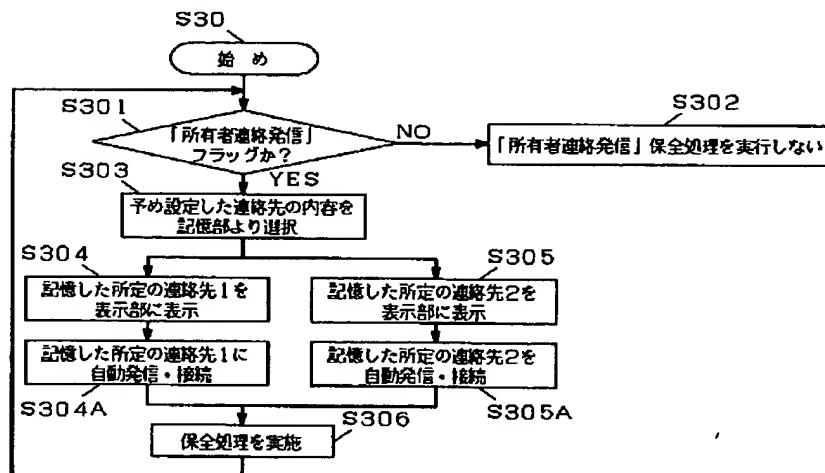 S30
始 め
S301
「所有者連絡発信」
フラッグか?
NO
S302
「所有者連絡発信」保全処理を実行しない
YES
S303
予め設定した連絡先の内容を
記憶部より選択
S304
記憶した所定の連絡先1を
表示部に表示
S305
記憶した所定の連絡先2を
表示部に表示
記憶した所定の連絡先1に
自動発信・接続
S304A
記憶した所定の連絡先2を
自動発信・接続
S305A
S306
保全処理を実施